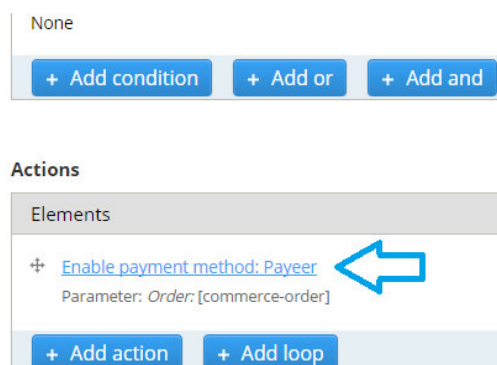 None
+ Add condition + Add or + Add and
Actions
Elements
Enable payment method: Payeer
Parameter: Order: [commerce-order]
+ Add action + Add loop